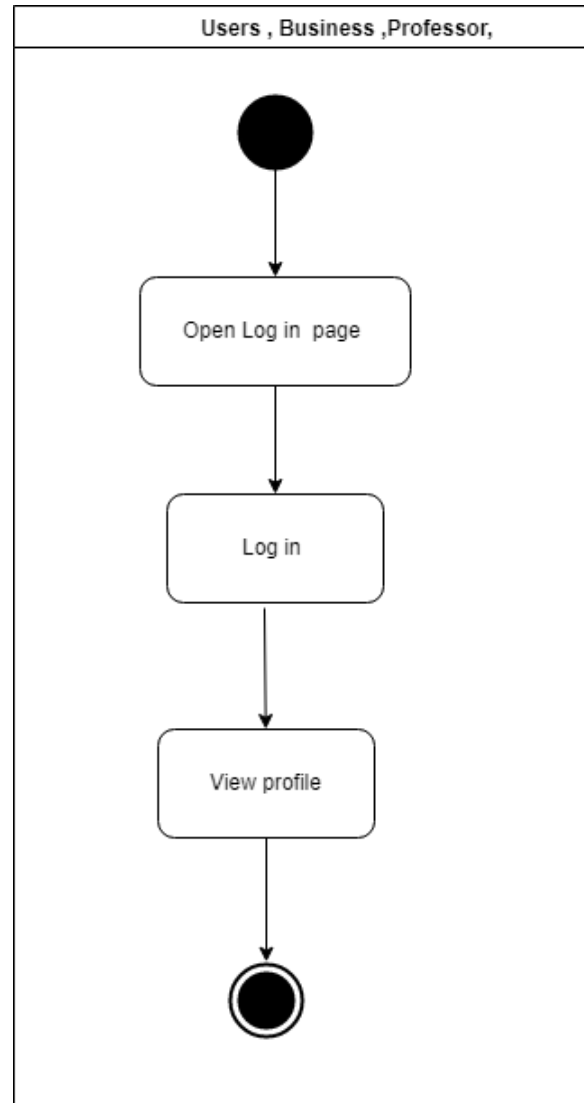 Users , Business ,Professor,
Open Log in  page
Log in
View profile